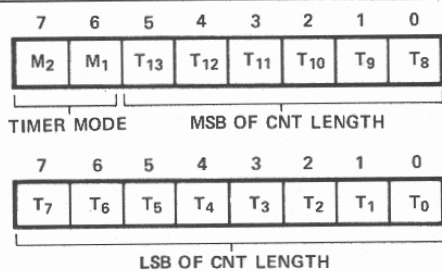 7 6 5 4 3 2 1 0
M2 M1 T13 T12 T11 T10 T9 T8
TIMER MODE MSB OF CNT LENGTH
7 6 5 4 3 2 1 0
T7 T6 T5 T4 T3 T2 T1 T0
LSB OF CNT LENGTH